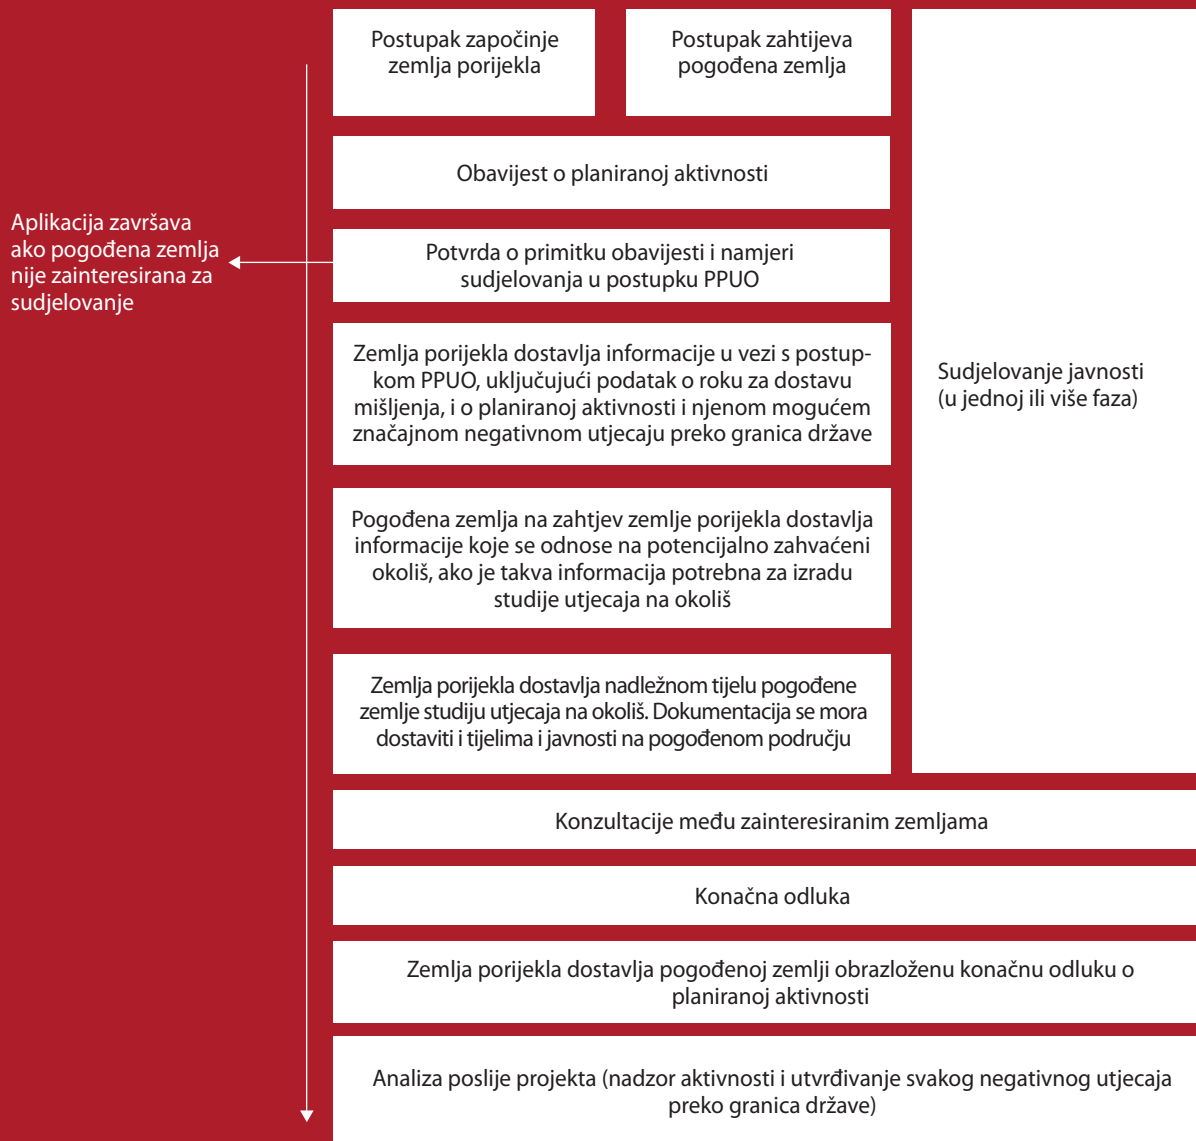 Postupak započinje
zemlja porijekla
Postupak zahtijeva
pogođena zemlja
Obavijest o planiranoj aktivnosti
Aplikacija završava
ako pogođena zemlja
nije zainteresirana za
sudjelovanje
Potvrda o primitku obavijesti i namjeri
sudjelovanja u postupku PPUO
Zemlja porijekla dostavlja informacije u vezi s postup-
kom PPUO, uključujući podatak o roku za dostavu
mišljenja, i o planiranoj aktivnosti i njenom mogućem
značajnom negativnom utjecaju preko granica države
Sudjelovanje javnosti
(u jednoj ili više faza)
Pogođena zemlja na zahtjev zemlje porijekla dostavlja
informacije koje se odnose na potencijalno zahvaćeni
okoliš, ako je takva informacija potrebna za izradu
studije utjecaja na okoliš
Zemlja porijekla dostavlja nadležnom tijelu pogođene
zemlje studiju utjecaja na okoliš. Dokumentacija se mora
dostaviti i tijelima i javnosti na pogođenom području
Konzultacije među zainteresiranim zemljama
Konačna odluka
Zemlja porijekla dostavlja pogođenoj zemlji obrazloženu konačnu odluku o
planiranoj aktivnosti
Analiza poslije projekta (nadzor aktivnosti i utvrđivanje svakog negativnog utjecaja
preko granica države)